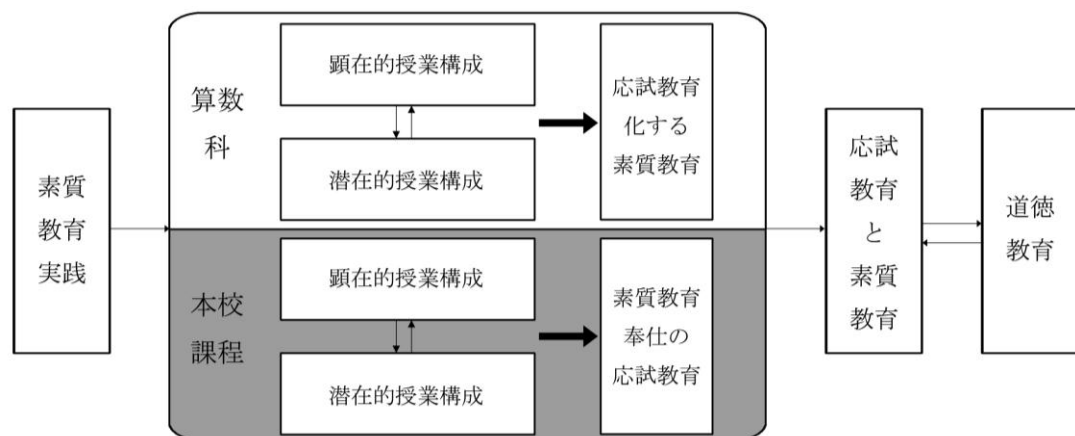 素質
教育
実践
算数
科
顕在的授業構成
潜在的授業構成
応試教育
化する
素質教育
本校
課程
顕在的授業構成
潜在的授業構成
素質教育
奉仕の
応試教育
応試
教育
と
素質
教育
道徳
教育